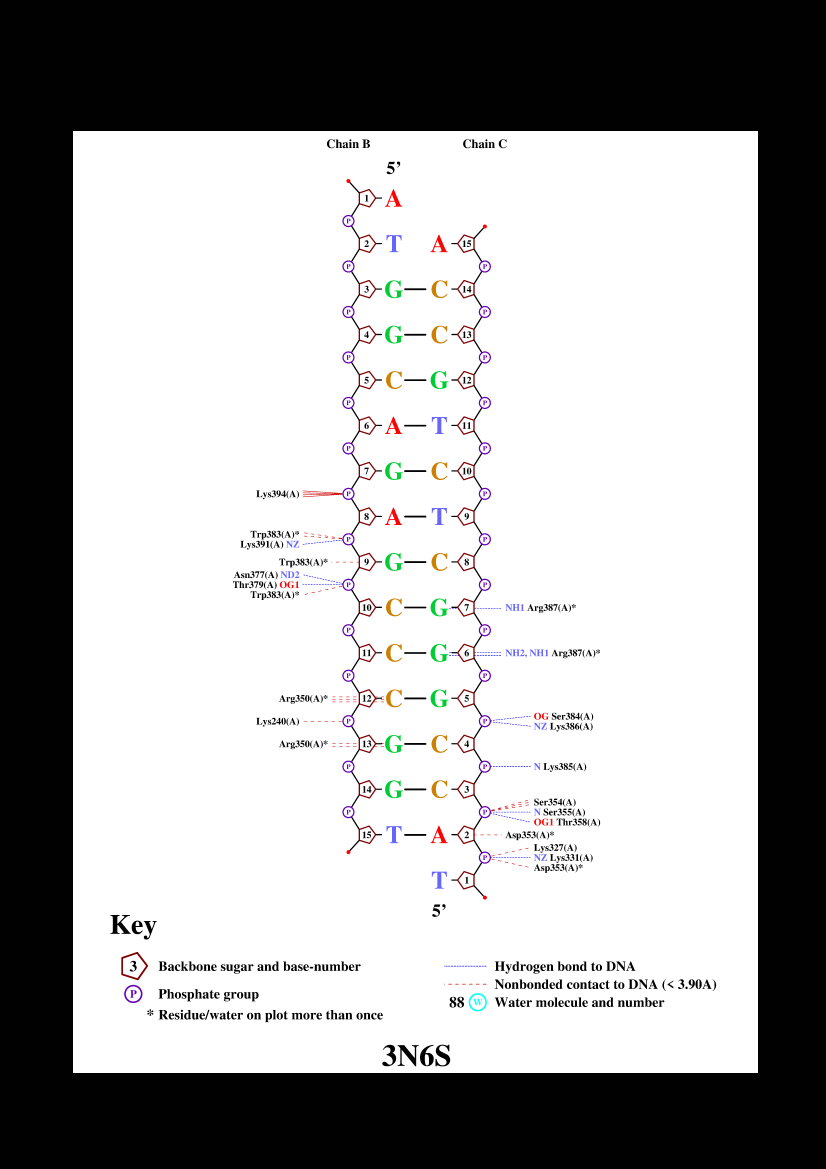 Chain B Chain C
5’
1 A
P
2 T A 15
P P
3 G C 14
P P
4 G C 13
P P
5 C G 12
P P
6 A T 11
P P
7 G C 10
Lys394(A) P P
8 A T 9
Trp383(A)* P P
Lys391(A) NZ
Trp383(A)* 9 G C 8
Asn377(A) ND2
Thr379(A) OG1 P P
Trp383(A)*
10 C G 7 NH1 Arg387(A)*
P P
11 C G 6 NH2, NH1 Arg387(A)*
P P
Arg350(A)* 12 C G 5
Lys240(A) P P OG Ser384(A)
NZ Lys386(A)
Arg350(A)* 13 G C 4
P P N Lys385(A)
14 G C 3
Ser354(A)
P P N Ser355(A)
OG1 Thr358(A)
15 T A 2 Asp353(A)*
Lys327(A)
P NZ Lys331(A)
Asp353(A)*
T 1
5’
Key
3 Backbone sugar and base-number
P Phosphate group
* Residue/water on plot more than once
Hydrogen bond to DNA
Nonbonded contact to DNA (< 3.90A)
88 W Water molecule and number
3N6S